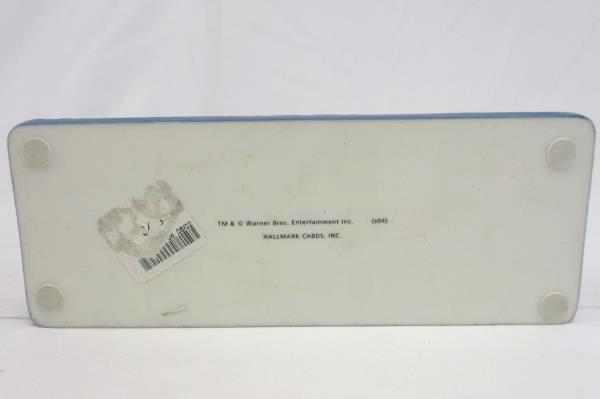 TM & © Warner Bros. Entertainment Inc. (s04)
HALLMARK CARDS, INC.